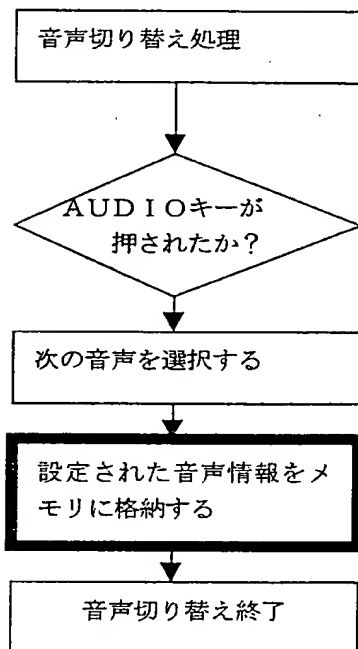 音声切り替え処理
AUDIOキーが
押されたか？
次の音声を選択する
設定された音声情報をメ
モリに格納する
音声切り替え終了